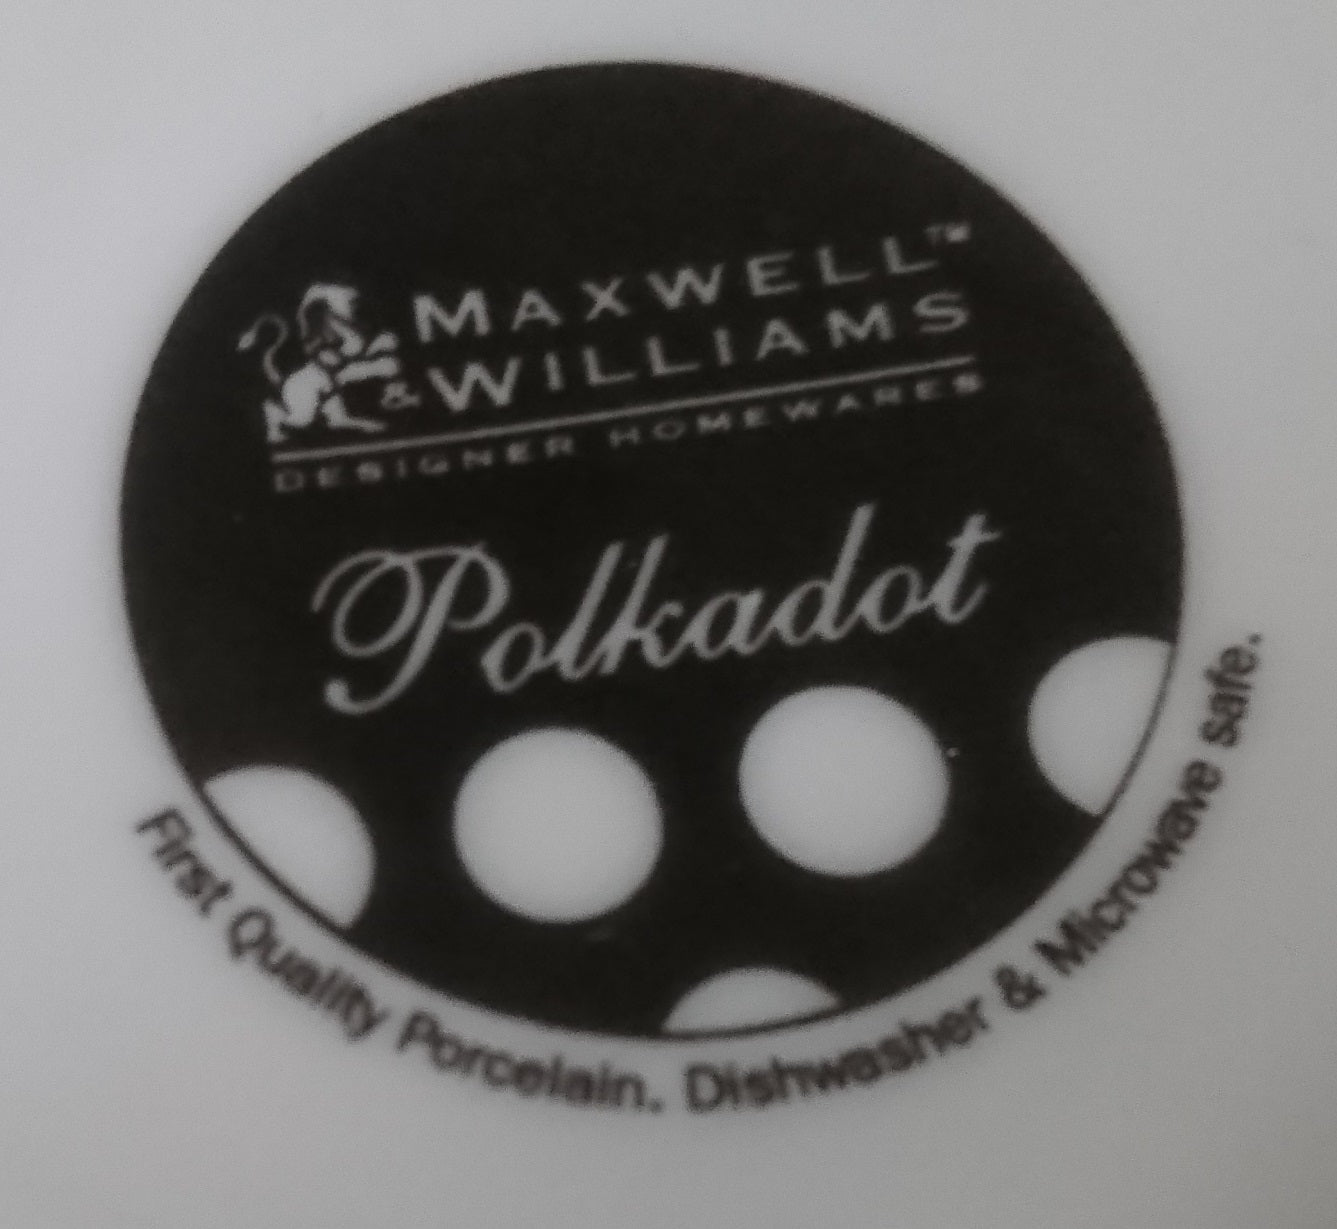 MAXWELL™
& WILLIAMS
DESIGNER HOMEWARES
Polkadot
First Quality Porcelain. Dishwasher & Microwave safe.